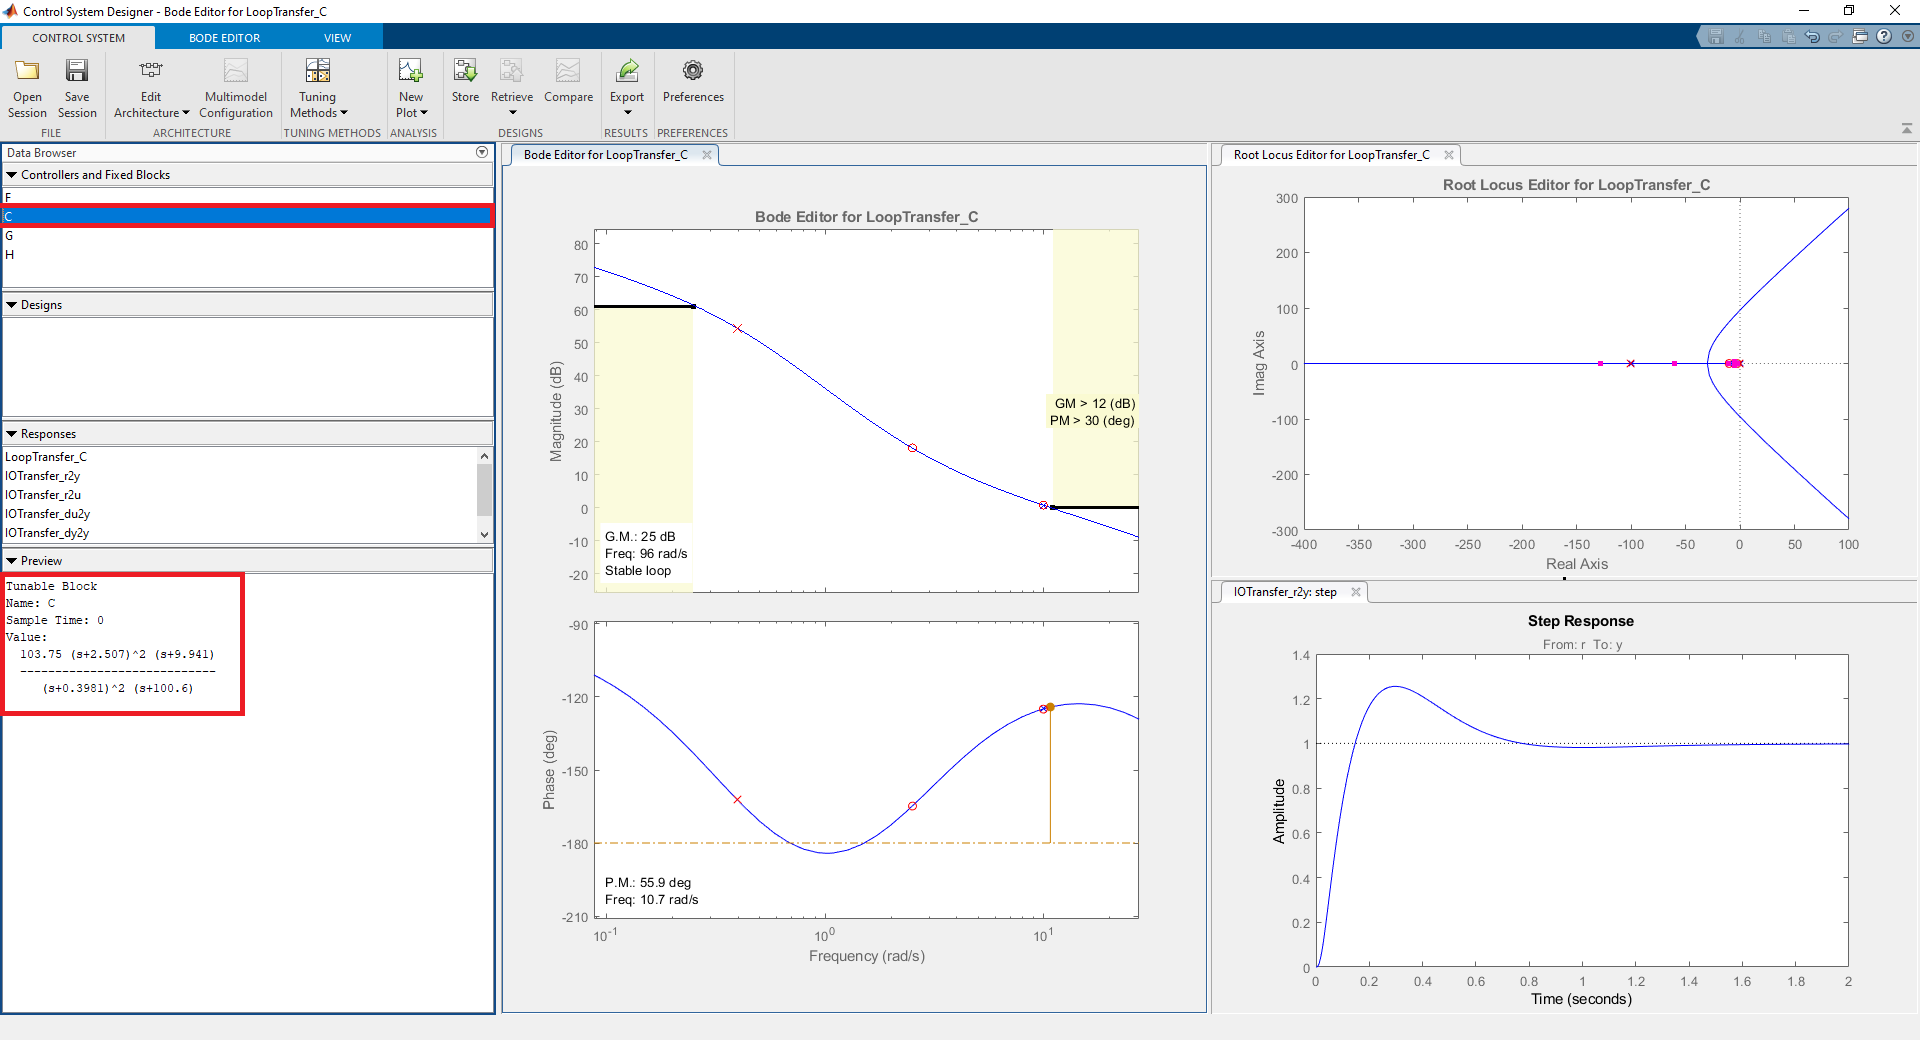 Control System Designer - Bode Editor for LoopTransfer_C
CONTROL SYSTEM
BODE EDITOR
VIEW
Open Session
Save Session
Edit Architecture
Multimodel Configuration
Tuning Methods
New Plot
Store
Retrieve
Compare
Export
Preferences
FILE
ARCHITECTURE
TUNING METHODS
ANALYSIS
DESIGNS
RESULTS
PREFERENCES
Data Browser
Controllers and Fixed Blocks
F
C
G
H
Designs
Responses
LoopTransfer_C
IOTransfer_r2y
IOTransfer_r2u
IOTransfer_du2y
IOTransfer_dy2y
Preview
Tunable Block
Name: C
Sample Time: 0
Value:
103.75 (s+2.507)^2 (s+9.941)
----------------------------
(s+0.3981)^2 (s+100.6)
Bode Editor for LoopTransfer_C
Bode Editor for LoopTransfer_C
Magnitude (dB)
80
70
60
50
40
30
20
10
0
-10
-20
GM > 12 (dB)
PM > 30 (deg)
G.M.: 25 dB
Freq: 96 rad/s
Stable loop
Phase (deg)
-90
-120
-150
-180
-210
P.M.: 55.9 deg
Freq: 10.7 rad/s
10^-1 10^0 10^1
Frequency (rad/s)
Root Locus Editor for LoopTransfer_C
Root Locus Editor for LoopTransfer_C
Imag Axis
300
200
100
0
-100
-200
-300
-400 -350 -300 -250 -200 -150 -100 -50 0 50 100
Real Axis
IOTransfer_r2y: step
Step Response
From: r To: y
Amplitude
1.4
1.2
1
0.8
0.6
0.4
0.2
0
0 0.2 0.4 0.6 0.8 1 1.2 1.4 1.6 1.8 2
Time (seconds)